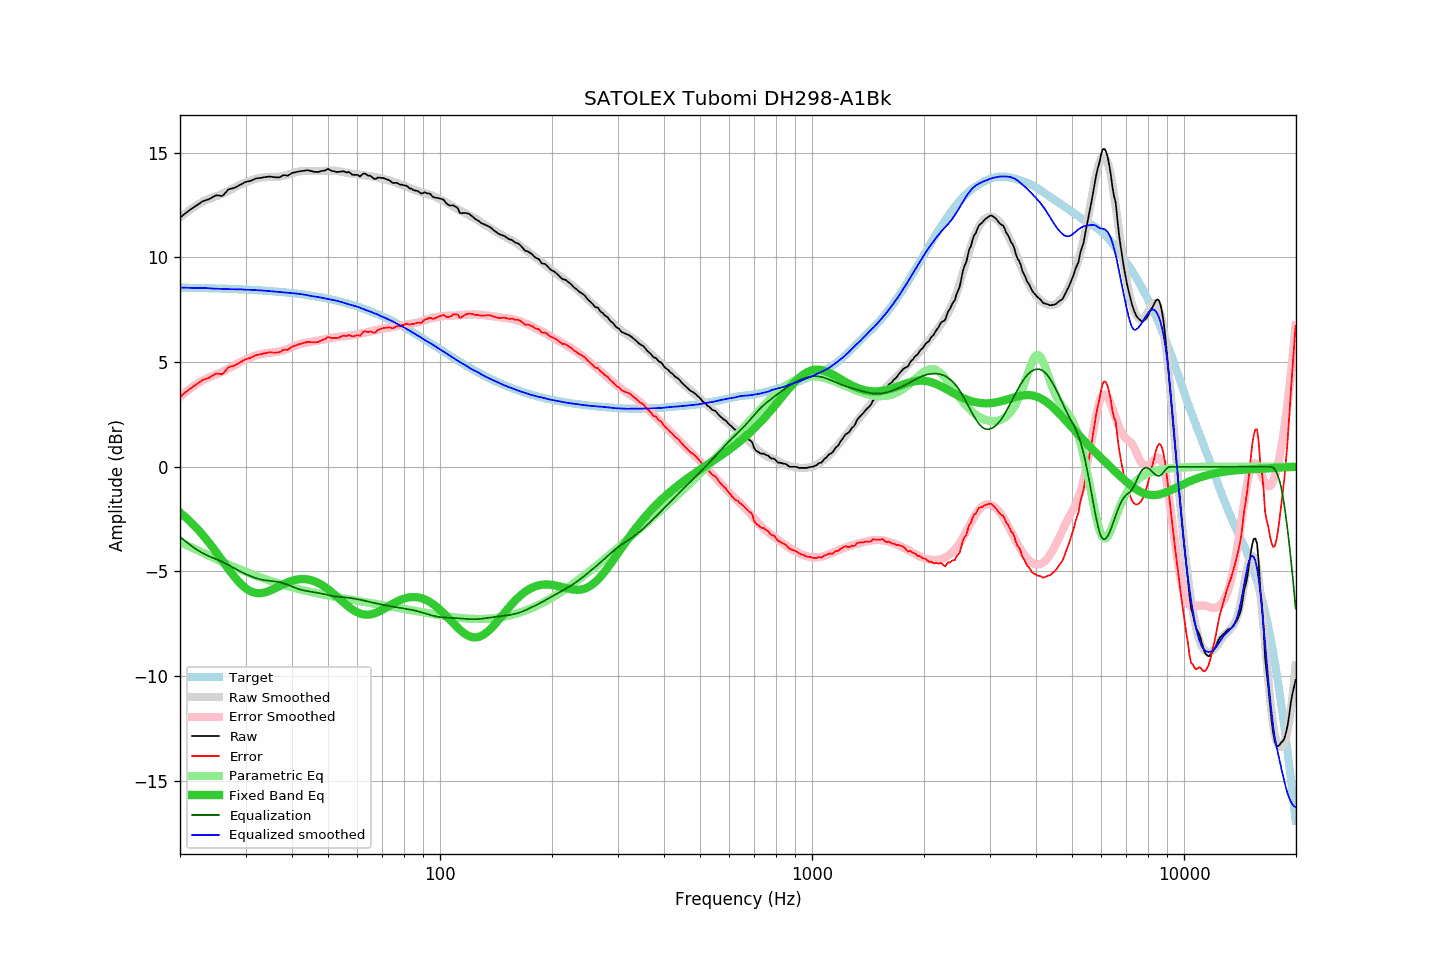 SATOLEX Tubomi DH298-A1Bk
15
10
5
0
−5
−10
−15
Amplitude (dBr)
Target
Raw Smoothed
Error Smoothed
Raw
Error
Parametric Eq
Fixed Band Eq
Equalization
Equalized smoothed
100
1000
10000
Frequency (Hz)